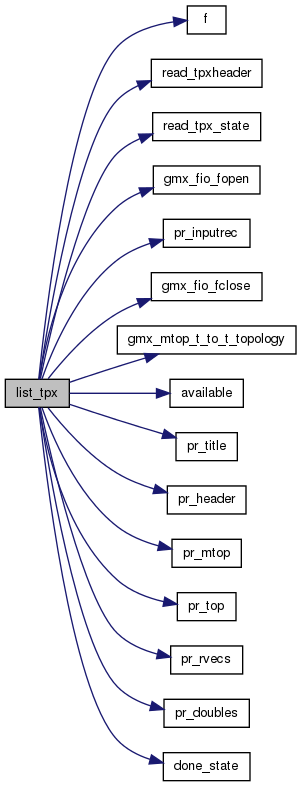 f
read_tpxheader
read_tpx_state
gmx_fio_fopen
pr_inputrec
gmx_fio_fclose
gmx_mtop_t_to_t_topology
list_tpx
available
pr_title
pr_header
pr_mtop
pr_top
pr_rvecs
pr_doubles
done_state